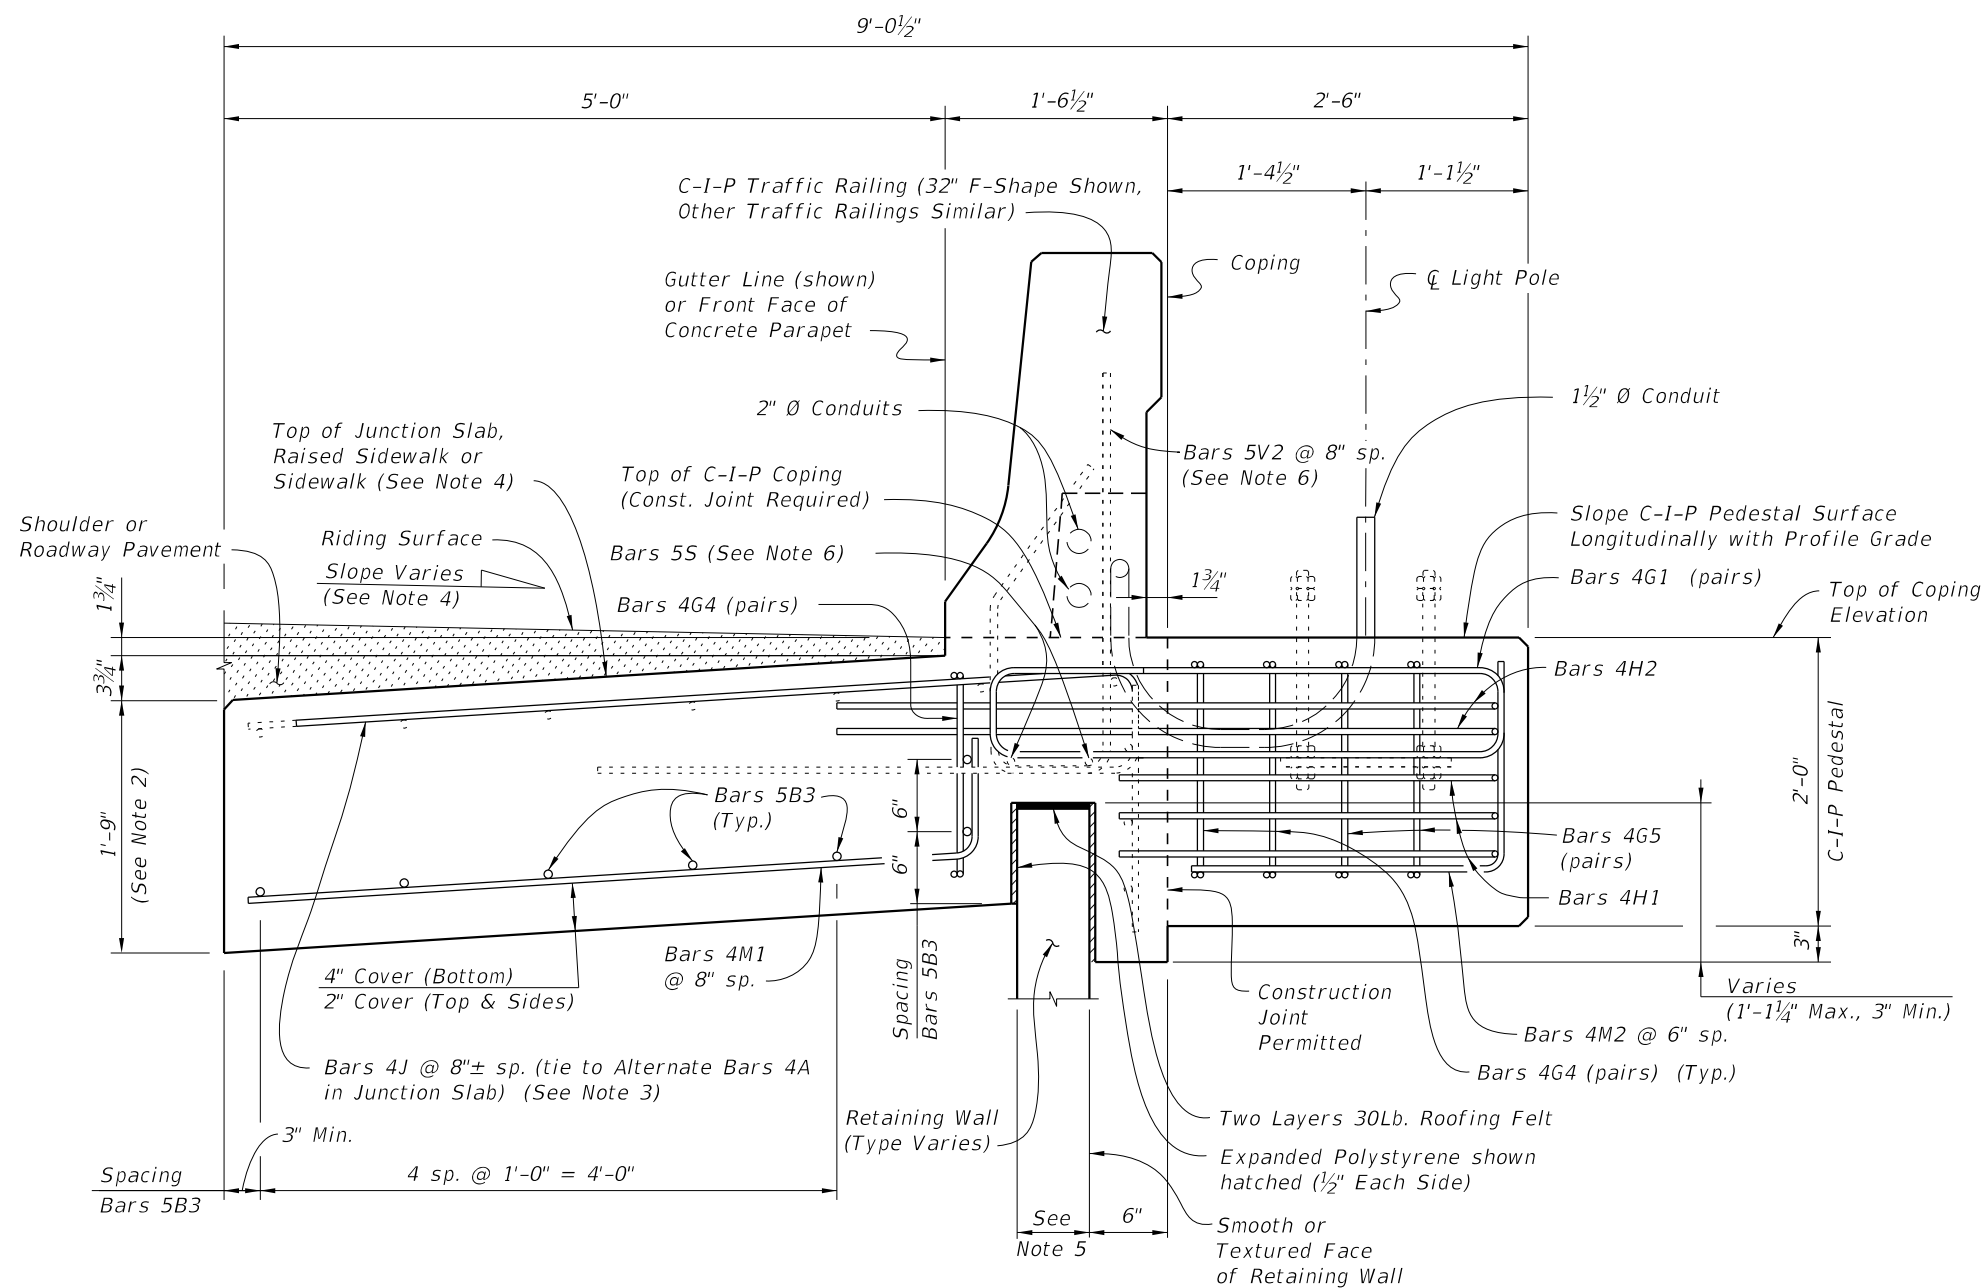 9'-0½"
5'-0"
1'-6½"
2'-6"
1'-4½"
1'-1½"
C-I-P Traffic Railing (32" F-Shape Shown,
Other Traffic Railings Similar)
Gutter Line (shown)
or Front Face of
Concrete Parapet
Coping
℄ Light Pole
2" Ø Conduits
1½" Ø Conduit
Top of Junction Slab,
Raised Sidewalk or
Sidewalk (See Note 4)
Top of C-I-P Coping
(Const. Joint Required)
Bars 5V2 @ 8" sp.
(See Note 6)
Shoulder or
Roadway Pavement
Riding Surface
Slope Varies
(See Note 4)
Bars 5S (See Note 6)
Bars 4G4 (pairs)
Slope C-I-P Pedestal Surface
Longitudinally with Profile Grade
Bars 4G1 (pairs)
Top of Coping
Elevation
1¾"
1¾"
3¾"
Bars 4H2
1'-9"
(See Note 2)
Bars 5B3
(Typ.)
6"
6"
2'-0"
C-I-P Pedestal
Bars 4G5
(pairs)
Bars 4H1
3"
4" Cover (Bottom)
2" Cover (Top & Sides)
Bars 4M1
@ 8" sp.
Spacing
Bars 5B3
Construction
Joint
Permitted
Varies
(1'-1¼" Max., 3" Min.)
Bars 4M2 @ 6" sp.
Bars 4G4 (pairs) (Typ.)
Bars 4J @ 8"± sp. (tie to Alternate Bars 4A
in Junction Slab) (See Note 3)
Retaining Wall
(Type Varies)
Two Layers 30Lb. Roofing Felt
Expanded Polystyrene shown
hatched (½" Each Side)
3" Min.
Spacing
Bars 5B3
4 sp. @ 1'-0" = 4'-0"
See
Note 5
6"
Smooth or
Textured Face
of Retaining Wall